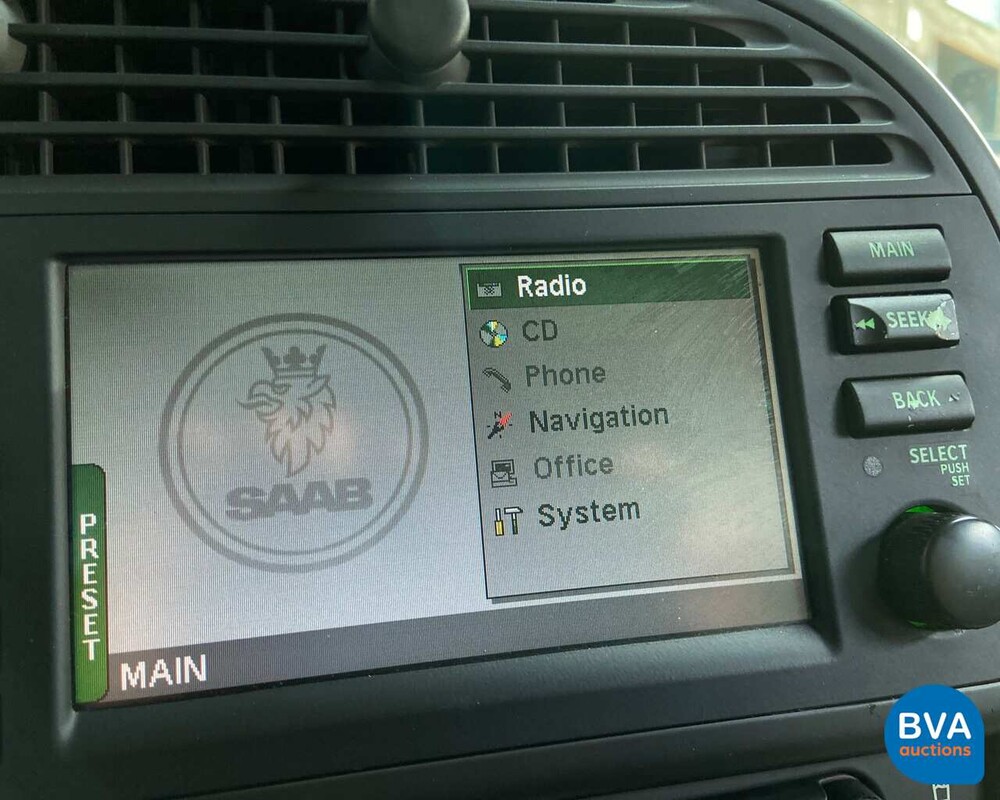 Radio
CD
Phone
Navigation
Office
System
SAAB
PRESET
MAIN
MAIN
SEEK
BACK
SELECT
PUSH
SET
BVA
auctions